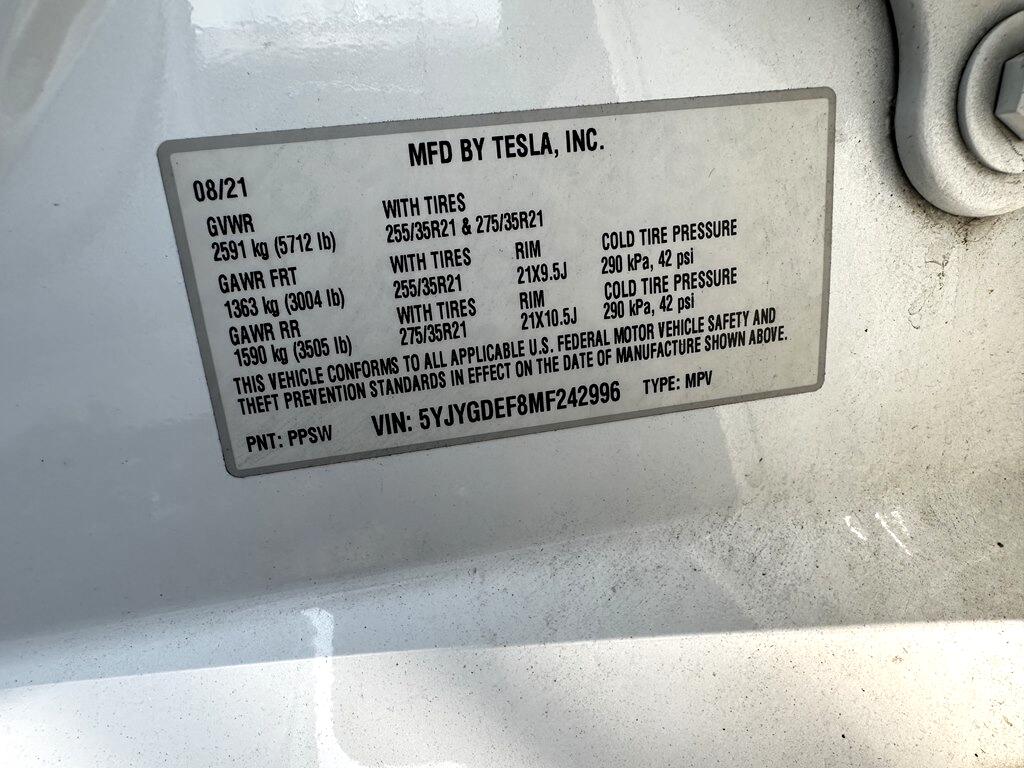 MFD BY TESLA, INC.
08/21
GVWR WITH TIRES
2591 kg (5712 lb) 255/35R21 & 275/35R21
GAWR FRT WITH TIRES RIM COLD TIRE PRESSURE
1363 kg (3004 lb) 255/35R21 21X9.5J 290 kPa, 42 psi
GAWR RR WITH TIRES RIM COLD TIRE PRESSURE
1590 kg (3505 lb) 275/35R21 21X10.5J 290 kPa, 42 psi
THIS VEHICLE CONFORMS TO ALL APPLICABLE U.S. FEDERAL MOTOR VEHICLE SAFETY AND
THEFT PREVENTION STANDARDS IN EFFECT ON THE DATE OF MANUFACTURE SHOWN ABOVE.
PNT: PPSW VIN: 5YJYGDEF8MF242996 TYPE: MPV